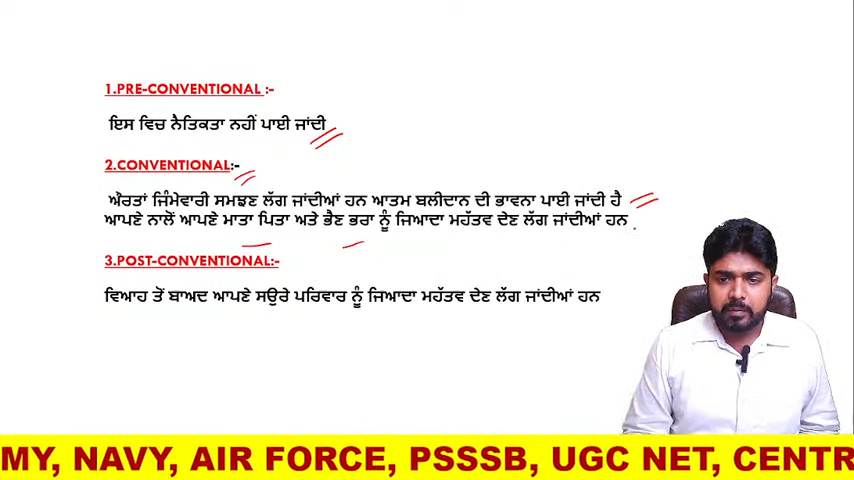 1.PRE-CONVENTIONAL :-
ਇਸ ਵਿਚ ਨੈਤਿਕਤਾ ਨਹੀਂ ਪਾਈ ਜਾਂਦੀ
2.CONVENTIONAL:-
ਔਰਤਾਂ ਜਿੰਮੇਵਾਰੀ ਸਮਝਣ ਲੱਗ ਜਾਂਦੀਆਂ ਹਨ ਆਤਮ ਬਲੀਦਾਨ ਦੀ ਭਾਵਨਾ ਪਾਈ ਜਾਂਦੀ ਹੈ
ਆਪਣੇ ਨਾਲੋਂ ਆਪਣੇ ਮਾਤਾ ਪਿਤਾ ਅਤੇ ਭੈਣ ਭਰਾ ਨੂੰ ਜਿਆਦਾ ਮਹੱਤਵ ਦੇਣ ਲੱਗ ਜਾਂਦੀਆਂ ਹਨ .
3.POST-CONVENTIONAL:-
ਵਿਆਹ ਤੋਂ ਬਾਅਦ ਆਪਣੇ ਸਉਰੇ ਪਰਿਵਾਰ ਨੂੰ ਜਿਆਦਾ ਮਹੱਤਵ ਦੇਣ ਲੱਗ ਜਾਂਦੀਆਂ ਹਨ
MY, NAVY, AIR FORCE, PSSSB, UGC NET, CENTR